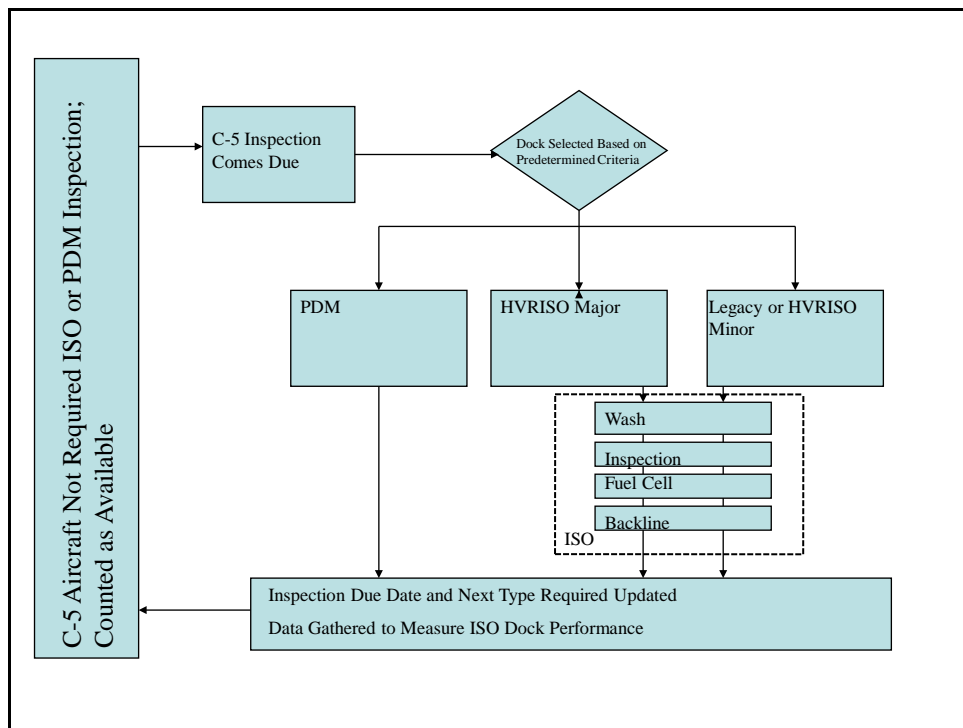 C-5 Aircraft Not Required ISO or PDM Inspection;
Counted as Available
C-5 Inspection
Comes Due
Dock Selected Based on
Predetermined Criteria
PDM
HVRISO Major
Legacy or HVRISO
Minor
Wash
Inspection
Fuel Cell
Backline
ISO
Inspection Due Date and Next Type Required Updated
Data Gathered to Measure ISO Dock Performance